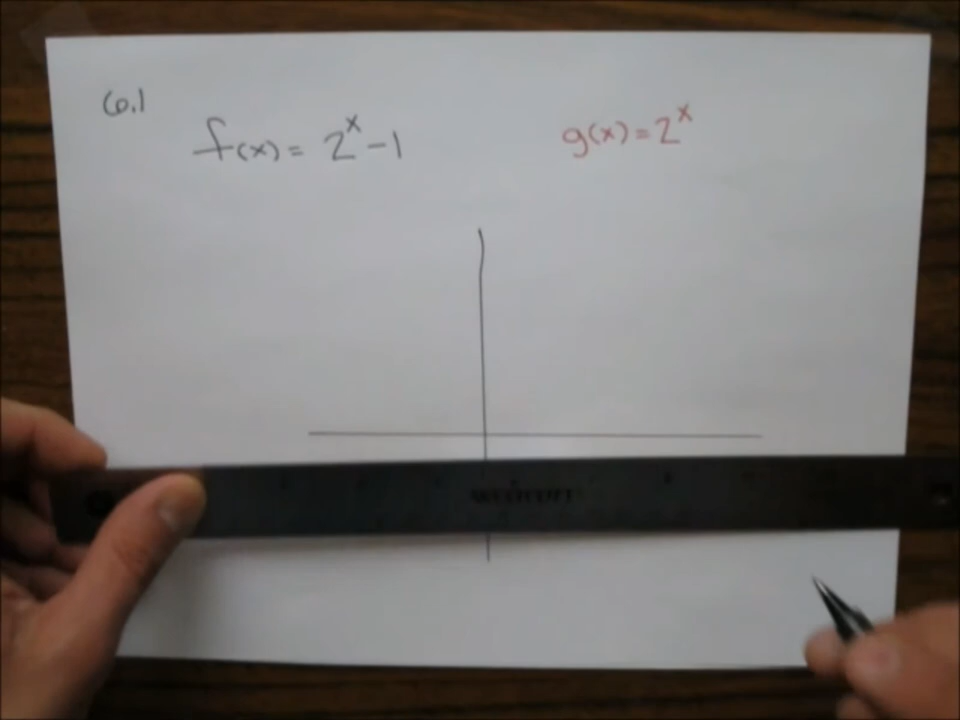 6.1
f(x) = 2^x - 1
g(x) = 2^x